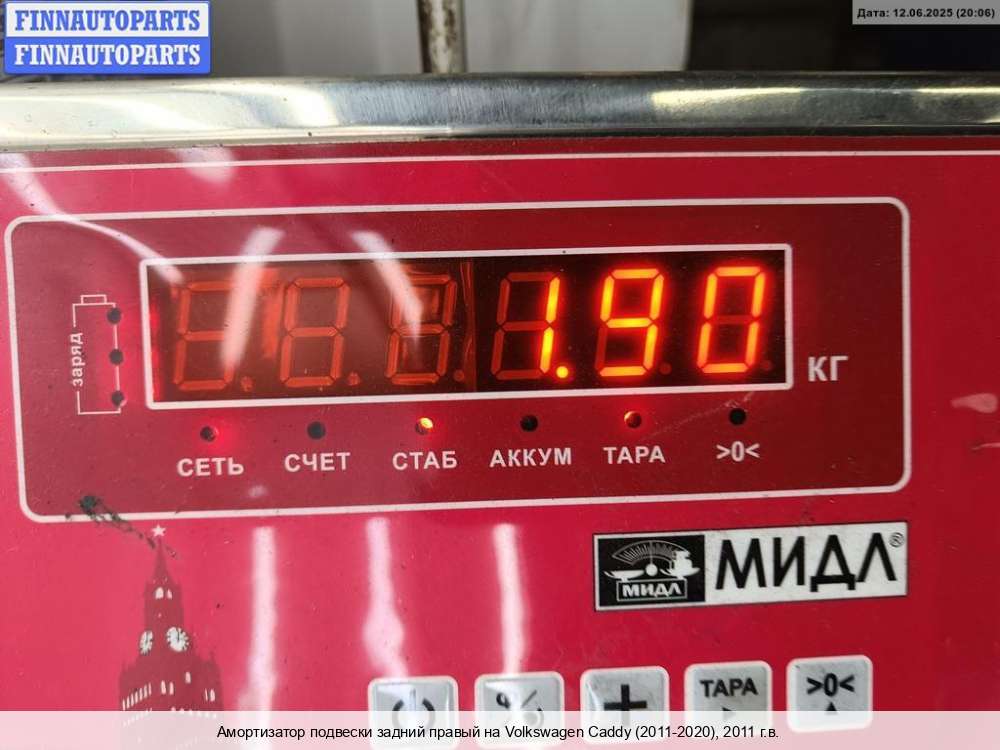 FINNAUTOPARTS
FINNAUTOPARTS
Дата: 12.06.2025 (20:06)
заряд
1.90
КГ
СЕТЬ СЧЕТ СТАБ АККУМ ТАРА >0<
МИДЛ
МИДЛ®
% + ТАРА >0<
Амортизатор подвески задний правый на Volkswagen Caddy (2011-2020), 2011 г.в.